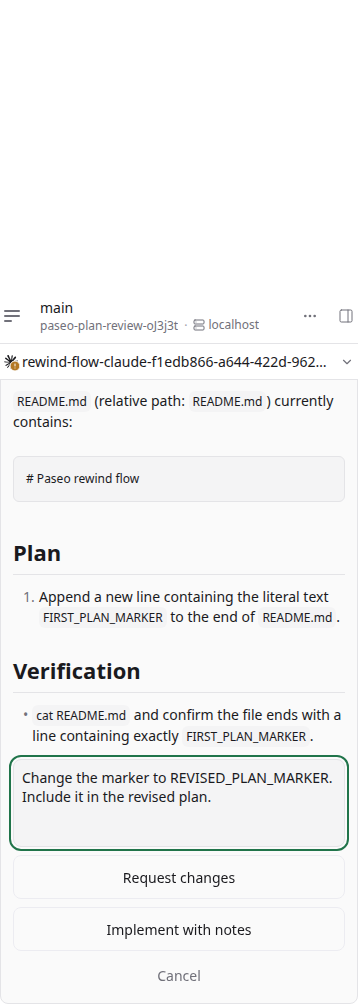 main
paseo-plan-review-oJ3j3t · localhost
rewind-flow-claude-f1edb866-a644-422d-962...
README.md (relative path: README.md ) currently
contains:
# Paseo rewind flow
Plan
1. Append a new line containing the literal text
FIRST_PLAN_MARKER to the end of README.md .
Verification
• cat README.md and confirm the file ends with a
line containing exactly FIRST_PLAN_MARKER .
Change the marker to REVISED_PLAN_MARKER.
Include it in the revised plan.
Request changes
Implement with notes
Cancel